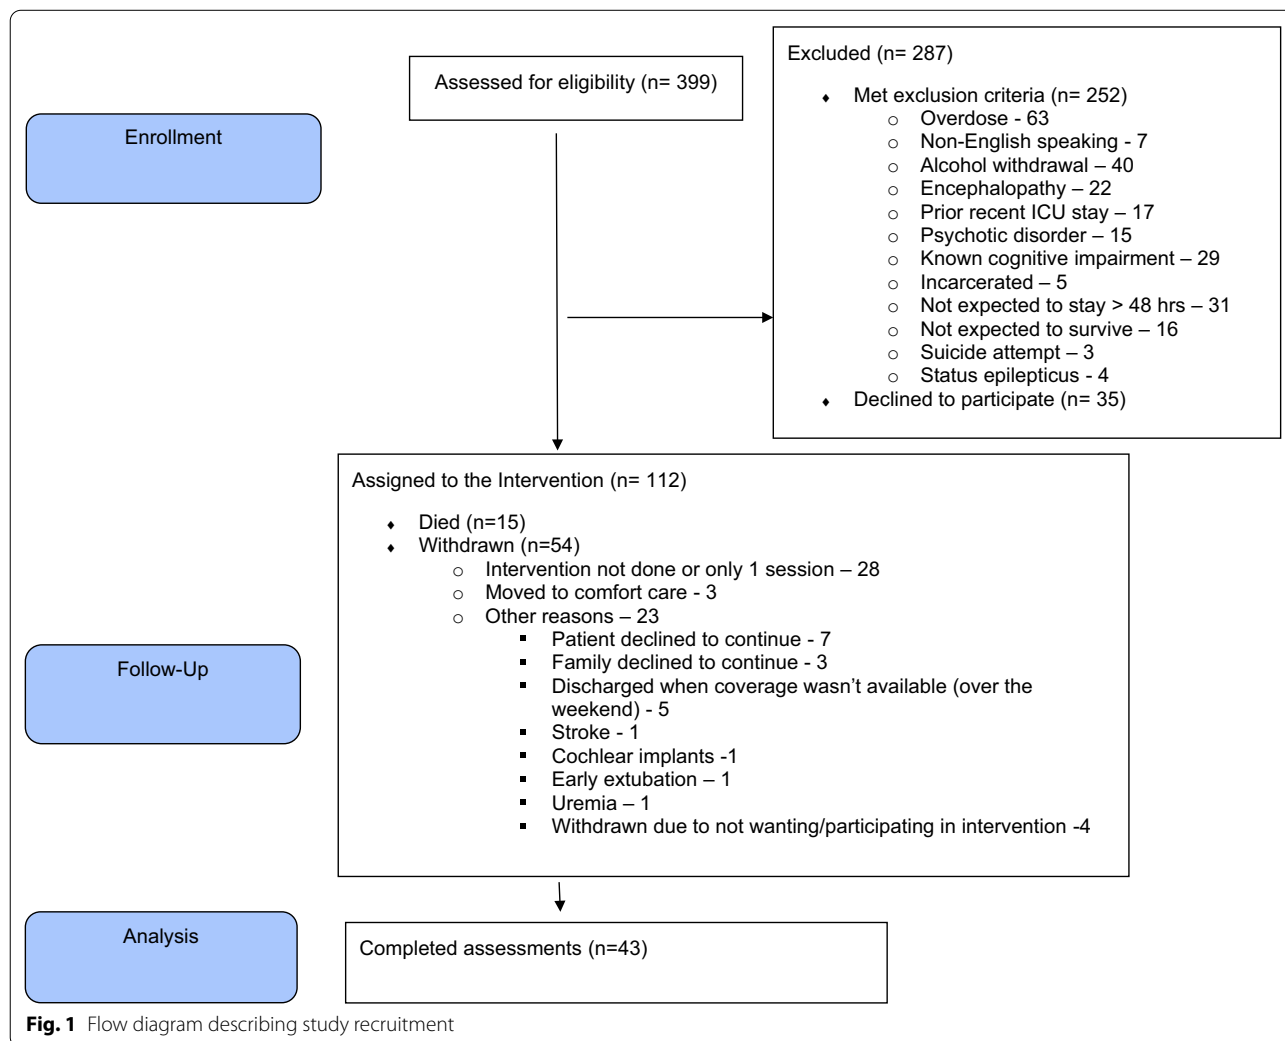 Assessed for eligibility (n= 399)
Excluded (n= 287)
♦ Met exclusion criteria (n= 252)
o Overdose - 63
o Non-English speaking - 7
o Alcohol withdrawal – 40
o Encephalopathy – 22
o Prior recent ICU stay – 17
o Psychotic disorder – 15
o Known cognitive impairment – 29
o Incarcerated – 5
o Not expected to stay > 48 hrs – 31
o Not expected to survive – 16
o Suicide attempt – 3
o Status epilepticus - 4
♦ Declined to participate (n= 35)
Enrollment
Assigned to the Intervention (n= 112)
♦ Died (n=15)
♦ Withdrawn (n=54)
o Intervention not done or only 1 session – 28
o Moved to comfort care - 3
o Other reasons – 23
▪ Patient declined to continue - 7
▪ Family declined to continue - 3
▪ Discharged when coverage wasn’t available (over the
weekend) - 5
▪ Stroke - 1
▪ Cochlear implants -1
▪ Early extubation – 1
▪ Uremia – 1
▪ Withdrawn due to not wanting/participating in intervention -4
Follow-Up
Analysis
Completed assessments (n=43)
Fig. 1 Flow diagram describing study recruitment